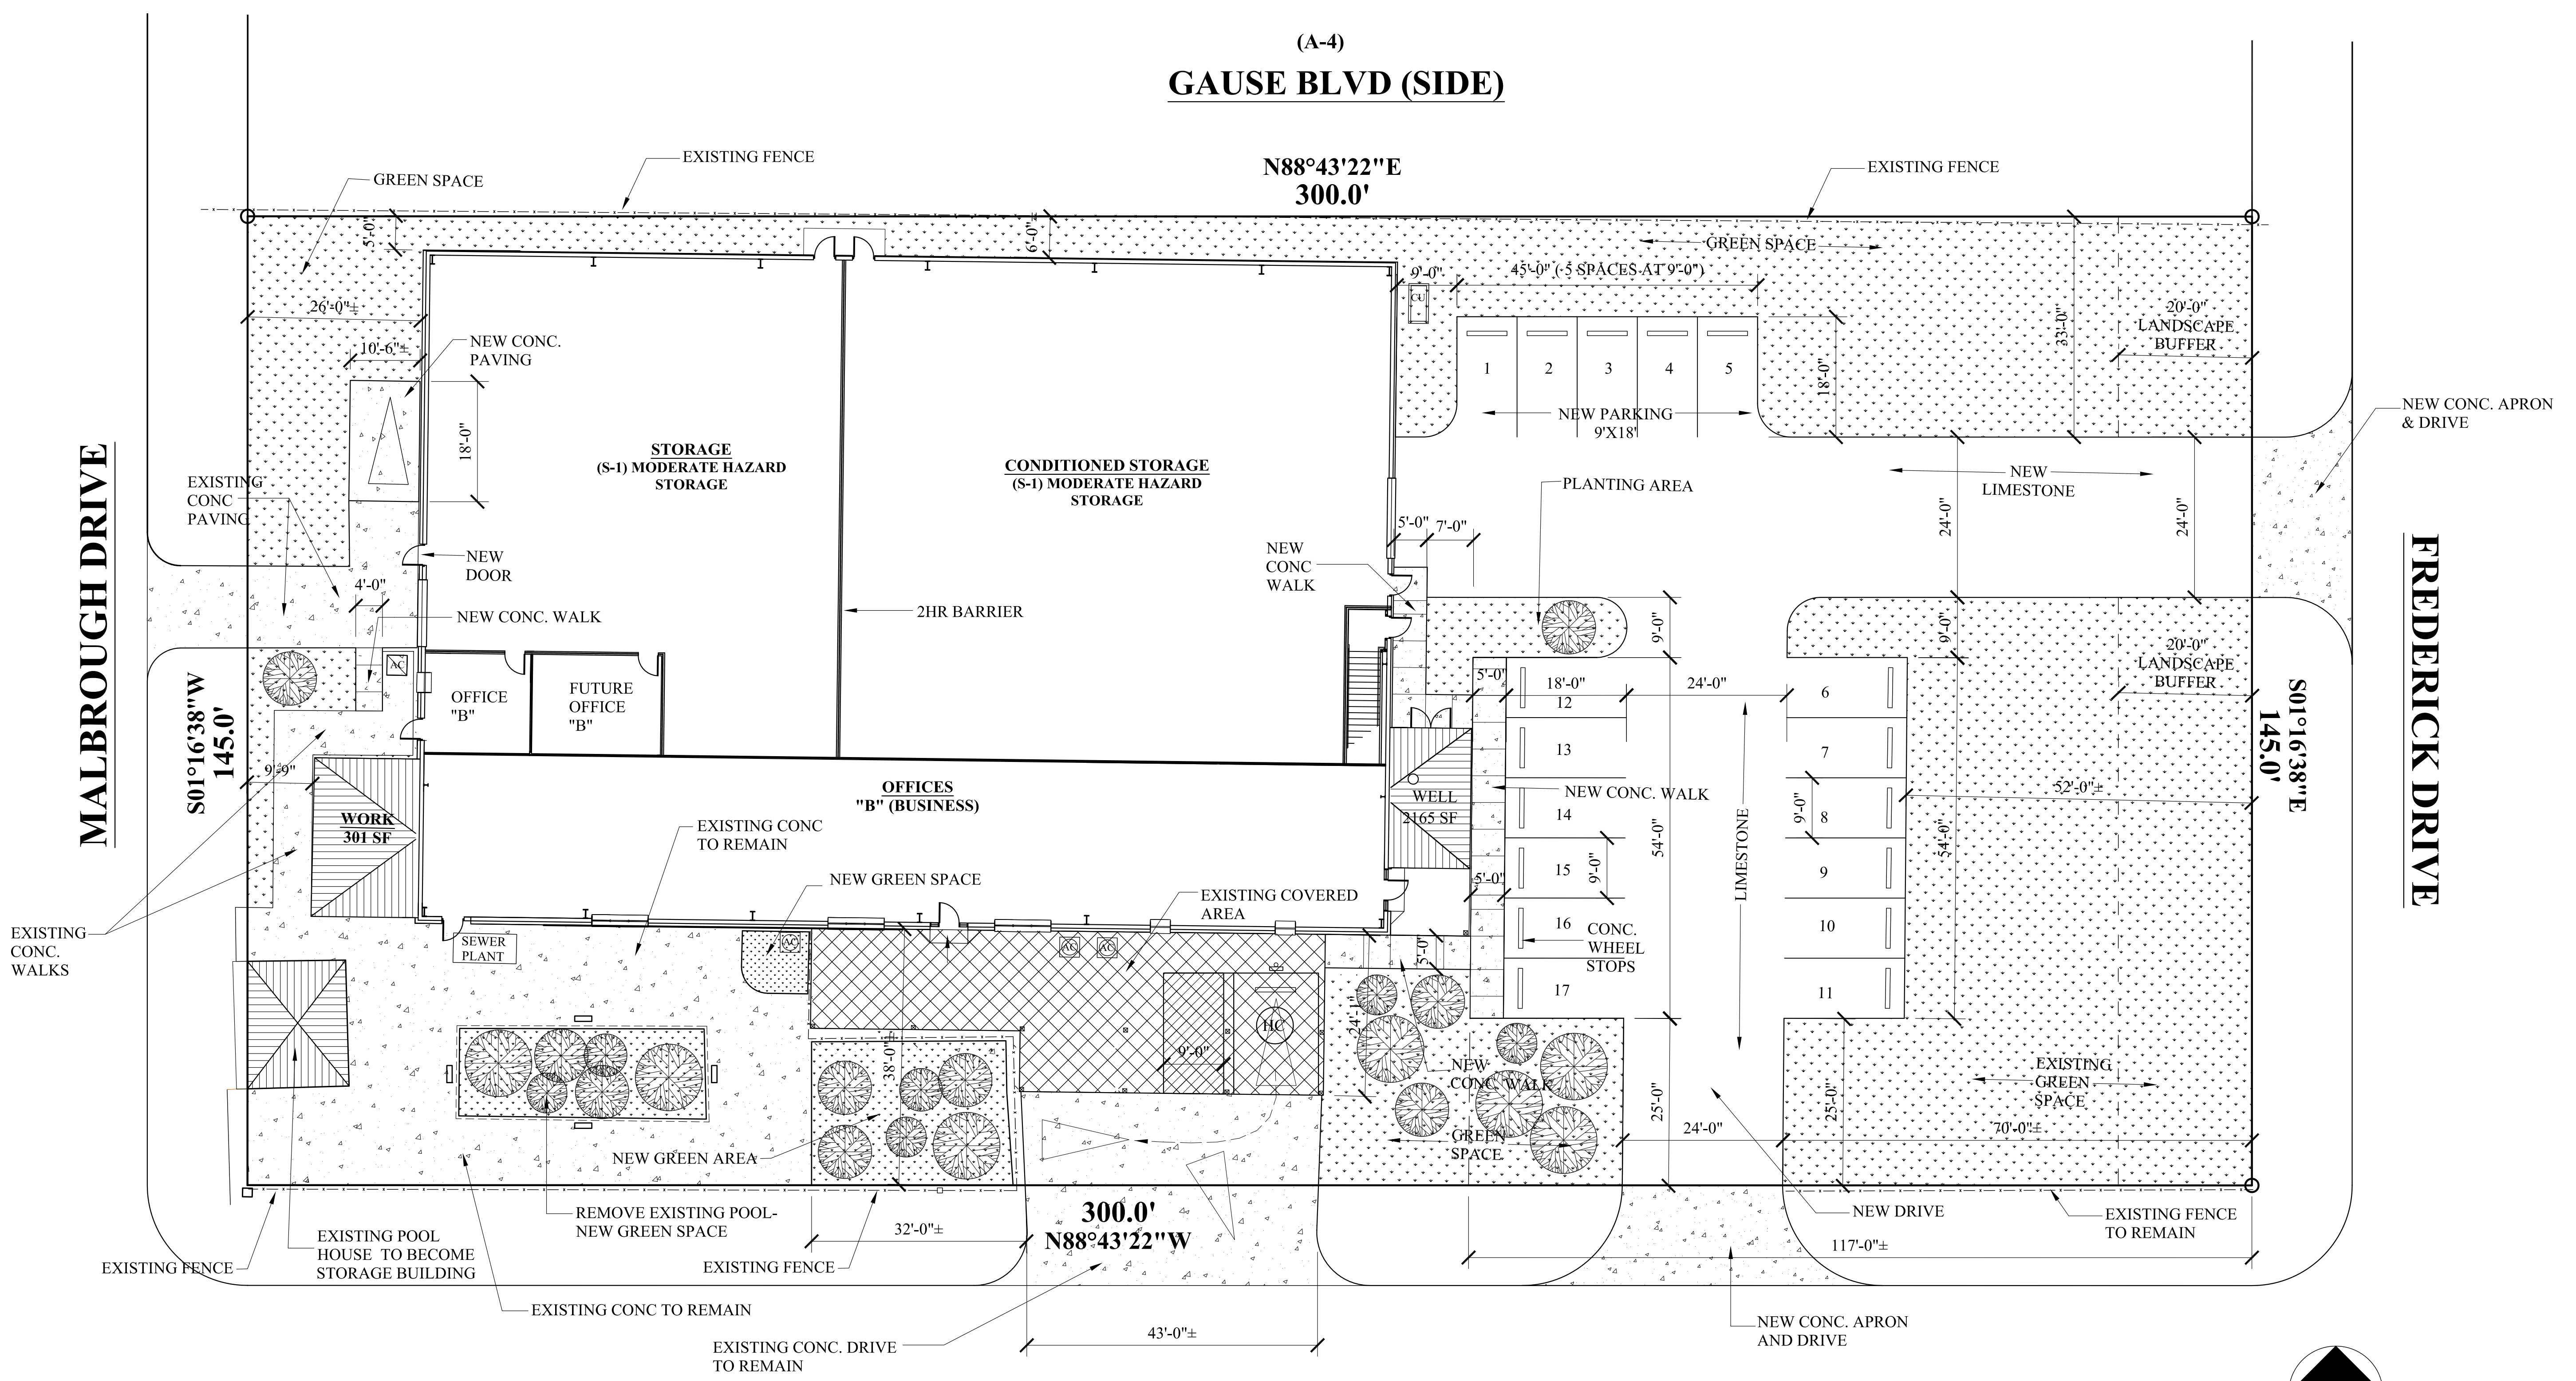 (A-4)
GAUSE BLVD (SIDE)
EXISTING FENCE
N88°43'22"E
300.0'
EXISTING FENCE
GREEN SPACE
5'-0"
6'-0"±
GREEN SPACE
26'-0"±
9'-0"
45'-0" ( 5 SPACES AT 9'-0")
CU
33'-0"
20'-0"
LANDSCAPE
BUFFER
10'-6"±
NEW CONC.
PAVING
18'-0"
1
2
3
4
5
18'-0"
NEW PARKING
9'X18'
NEW CONC. APRON
& DRIVE
STORAGE
(S-1) MODERATE HAZARD
STORAGE
CONDITIONED STORAGE
(S-1) MODERATE HAZARD
STORAGE
NEW
LIMESTONE
PLANTING AREA
EXISTING
CONC
PAVING
24'-0"
24'-0"
5'-0"
7'-0"
NEW
DOOR
NEW
CONC
WALK
4'-0"
NEW CONC. WALK
2HR BARRIER
9'-0"
9'-0"
MALBROUGH DRIVE
FREDERICK DRIVE
S01°16'38"W
145.0'
S01°16'38"E
145.0'
AC
OFFICE
"B"
FUTURE
OFFICE
"B"
20'-0"
LANDSCAPE
BUFFER
5'-0"
18'-0"
24'-0"
12
6
13
7
9'-9"
OFFICES
"B" (BUSINESS)
WELL
2165 SF
NEW CONC. WALK
52'-0"±
WORK
301 SF
14
9'-0"
8
EXISTING CONC
TO REMAIN
54'-0"
LIMESTONE
54'-0"
NEW GREEN SPACE
EXISTING COVERED
AREA
5'-0"
15
9'-0"
9
16
CONC.
WHEEL
STOPS
10
EXISTING
CONC.
WALKS
SEWER
PLANT
AC
AC
AC
5'-0"
17
11
24'-1"
HC
9'-0"
38'-0"±
NEW
CONC. WALK
EXISTING
GREEN
SPACE
25'-0"
25'-0"
GREEN
SPACE
24'-0"
70'-0"±
NEW GREEN AREA
REMOVE EXISTING POOL-
NEW GREEN SPACE
32'-0"±
300.0'
N88°43'22"W
NEW DRIVE
EXISTING FENCE
TO REMAIN
EXISTING POOL
HOUSE TO BECOME
STORAGE BUILDING
117'-0"±
EXISTING FENCE
EXISTING FENCE
EXISTING CONC TO REMAIN
43'-0"±
NEW CONC. APRON
AND DRIVE
EXISTING CONC. DRIVE
TO REMAIN